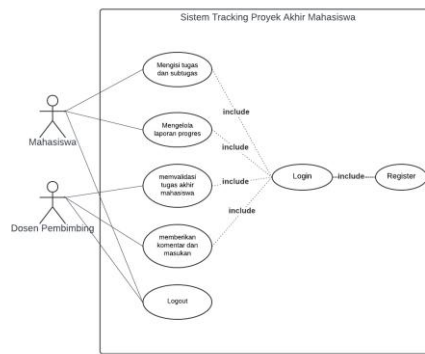 Sistem Tracking Proyek Akhir Mahasiswa
Mengisi tugas
dan subtugas
include
Mengelola
laporan progres
include
Mahasiswa
memvalidasi
tugas akhir
mahasiswa
include
Login
include
Register
Dosen Pembimbing
memberikan
komentar dan
masukan
include
Logout